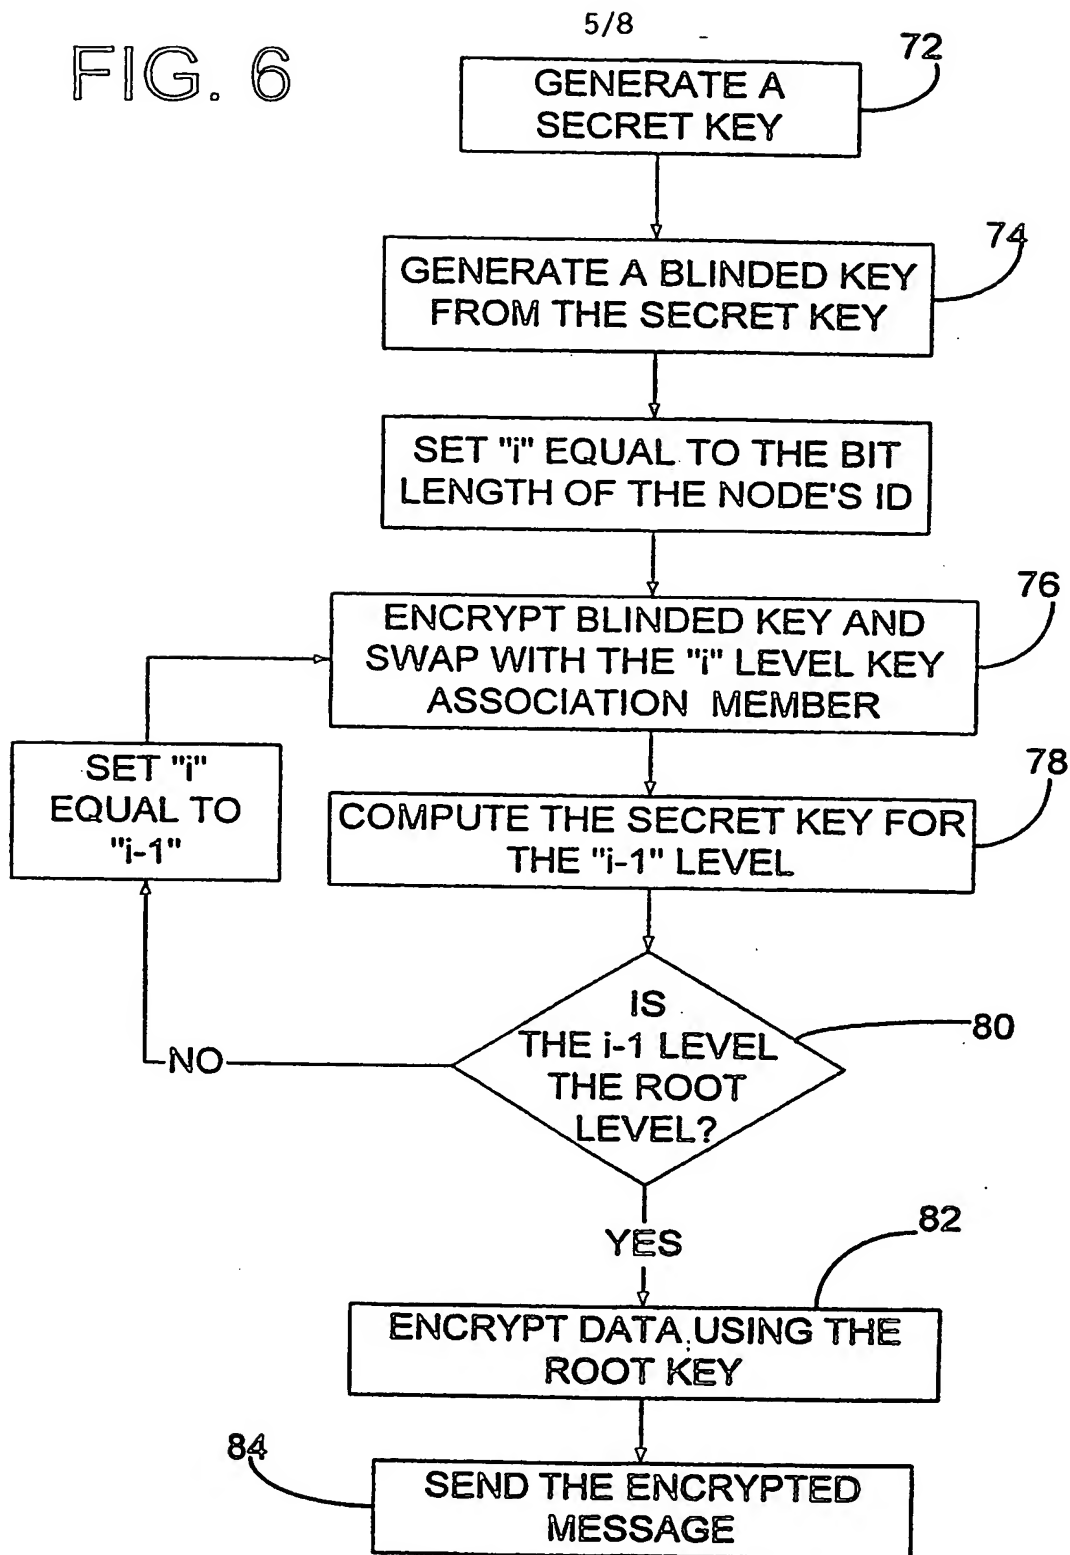 5/8
FIG. 6
72
GENERATE A
SECRET KEY
74
GENERATE A BLINDED KEY
FROM THE SECRET KEY
SET "i" EQUAL TO THE BIT
LENGTH OF THE NODE'S ID
76
ENCRYPT BLINDED KEY AND
SWAP WITH THE "i" LEVEL KEY
ASSOCIATION MEMBER
SET "i"
EQUAL TO
"i-1"
78
COMPUTE THE SECRET KEY FOR
THE "i-1" LEVEL
IS
THE i-1 LEVEL
THE ROOT
LEVEL?
80
NO
YES
82
ENCRYPT DATA USING THE
ROOT KEY
84
SEND THE ENCRYPTED
MESSAGE